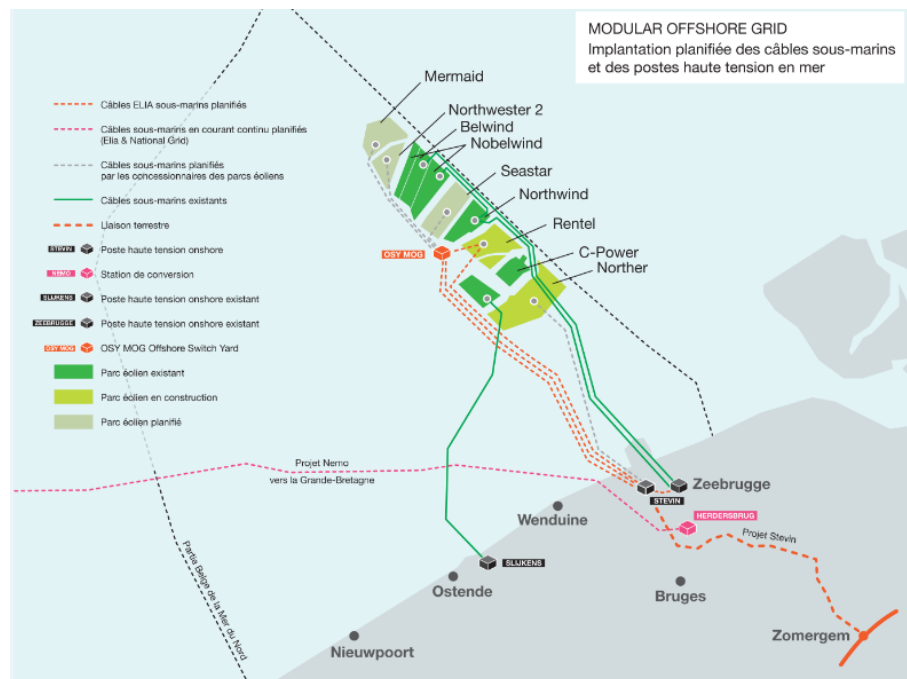 MODULAR OFFSHORE GRID
Implantation planifiée des câbles sous-marins
et des postes haute tension en mer
Mermaid
Northwester 2
Belwind
Nobelwind
Seastar
Northwind
Rentel
C-Power
Norther
OSY MOG
Câbles ELIA sous-marins planifiés
Câbles sous-marins en courant continu planifiés
(Elia & National Grid)
Câbles sous-marins planifiés
par les concessionnaires des parcs éoliens
Câbles sous-marins existants
Liaison terrestre
STEVIN Poste haute tension onshore
NEMO Station de conversion
SLIJKENS Poste haute tension onshore existant
ZEEBRUGGE Poste haute tension onshore existant
OSY MOG OSY MOG Offshore Switch Yard
Parc éolien existant
Parc éolien en construction
Parc éolien planifié
Projet Nemo
vers la Grande-Bretagne
Partie Belge de la Mer du Nord
Zeebrugge
STEVIN
HERDERSBRUG
Projet Stevin
Wenduine
SLIJKENS
Ostende
Bruges
Nieuwpoort
Zomergem